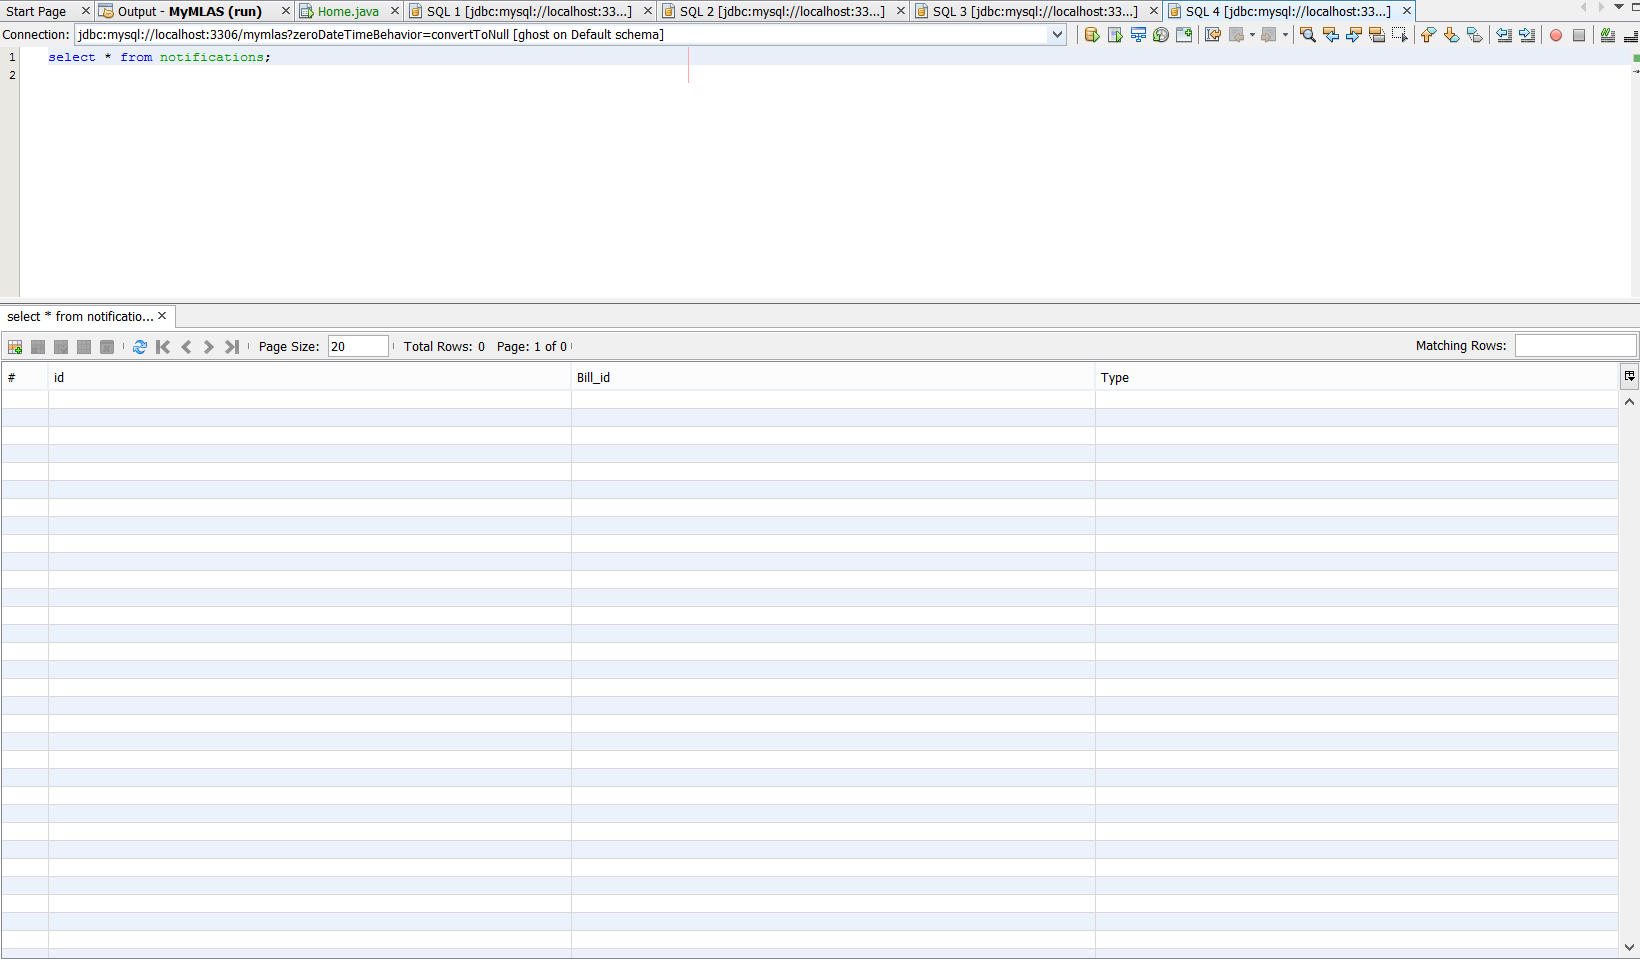 Start Page Output - MyMLAS (run) Home.java SQL 1 [jdbc:mysql://localhost:33...] SQL 2 [jdbc:mysql://localhost:33...] SQL 3 [jdbc:mysql://localhost:33...] SQL 4 [jdbc:mysql://localhost:33...]
Connection: jdbc:mysql://localhost:3306/mymlas?zeroDateTimeBehavior=convertToNull [ghost on Default schema]
1 select * from notifications;
2
select * from notificatio...
Page Size: 20 Total Rows: 0 Page: 1 of 0 Matching Rows:
# id Bill_id Type